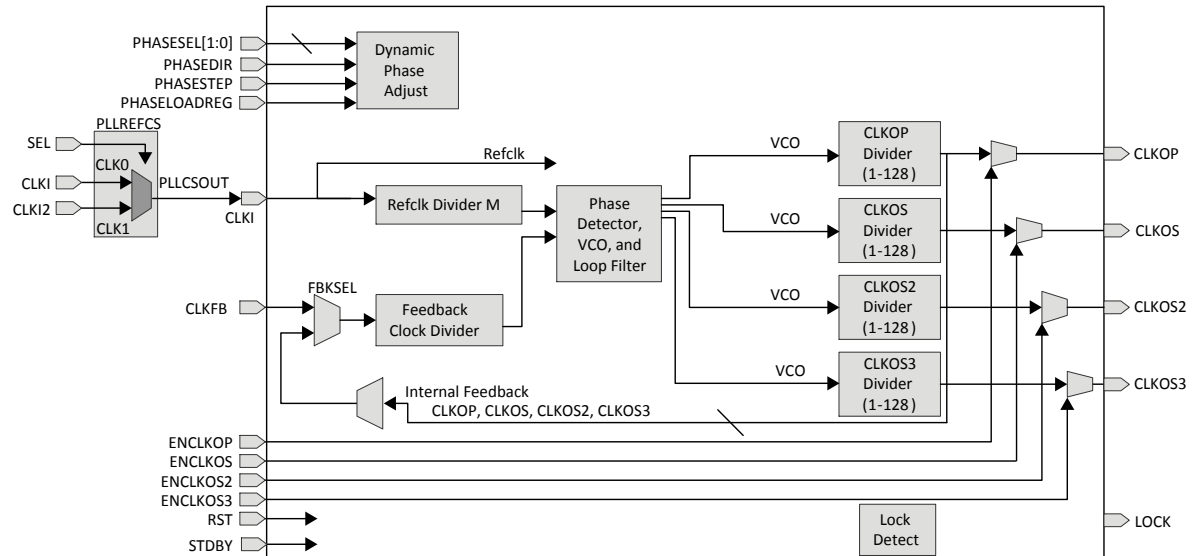 PHASESEL[1:0]
PHASEDIR
PHASESTEP
PHASELOADREG
Dynamic
Phase
Adjust
PLLREFCS
SEL
CLK0
CLKI
CLKI2
CLK1
PLLCSOUT
CLKI
Refclk
Refclk Divider M
Phase
Detector,
VCO, and
Loop Filter
VCO
CLKOP
Divider
(1-128)
CLKOP
VCO
CLKOS
Divider
(1-128)
CLKOS
FBKSEL
CLKFB
Feedback
Clock Divider
VCO
CLKOS2
Divider
(1-128)
CLKOS2
VCO
CLKOS3
Divider
(1-128)
CLKOS3
Internal Feedback
CLKOP, CLKOS, CLKOS2, CLKOS3
ENCLKOP
ENCLKOS
ENCLKOS2
ENCLKOS3
RST
STDBY
Lock
Detect
LOCK